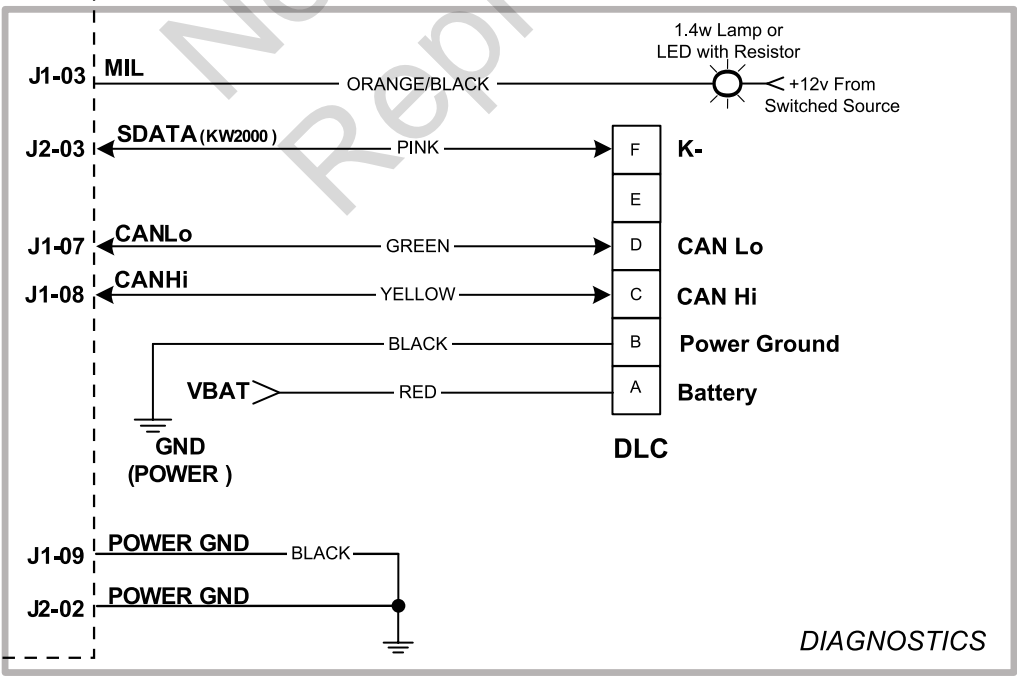 No
Repr
1.4w Lamp or
LED with Resistor
J1-03 MIL ORANGE/BLACK +12v From
Switched Source
J2-03 SDATA (KW2000 ) PINK F K-
E
J1-07 CANLo GREEN D CAN Lo
J1-08 CANHi YELLOW C CAN Hi
BLACK B Power Ground
VBAT RED A Battery
GND
(POWER )
DLC
J1-09 POWER GND BLACK
J2-02 POWER GND
DIAGNOSTICS